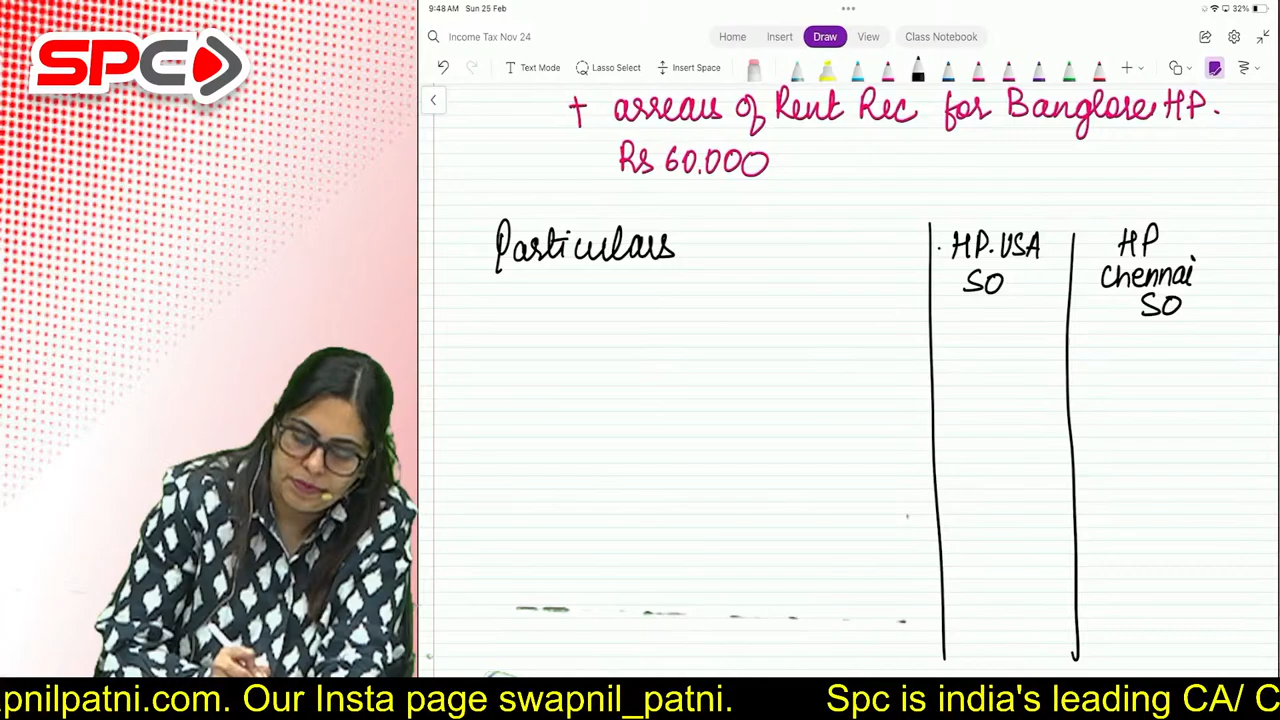 9:48 AM Sun 25 Feb
32%
SPC
Income Tax Nov 24
Home Insert Draw View Class Notebook
Text Mode Lasso Select Insert Space
+ arreaus of Rent Rec for Banglore HP.
Rs 60,000
Particulars
HP. USA
SO
HP
Chennai
SO
apnilpatni.com. Our Insta page swapnil_patni. Spc is india's leading CA/ C